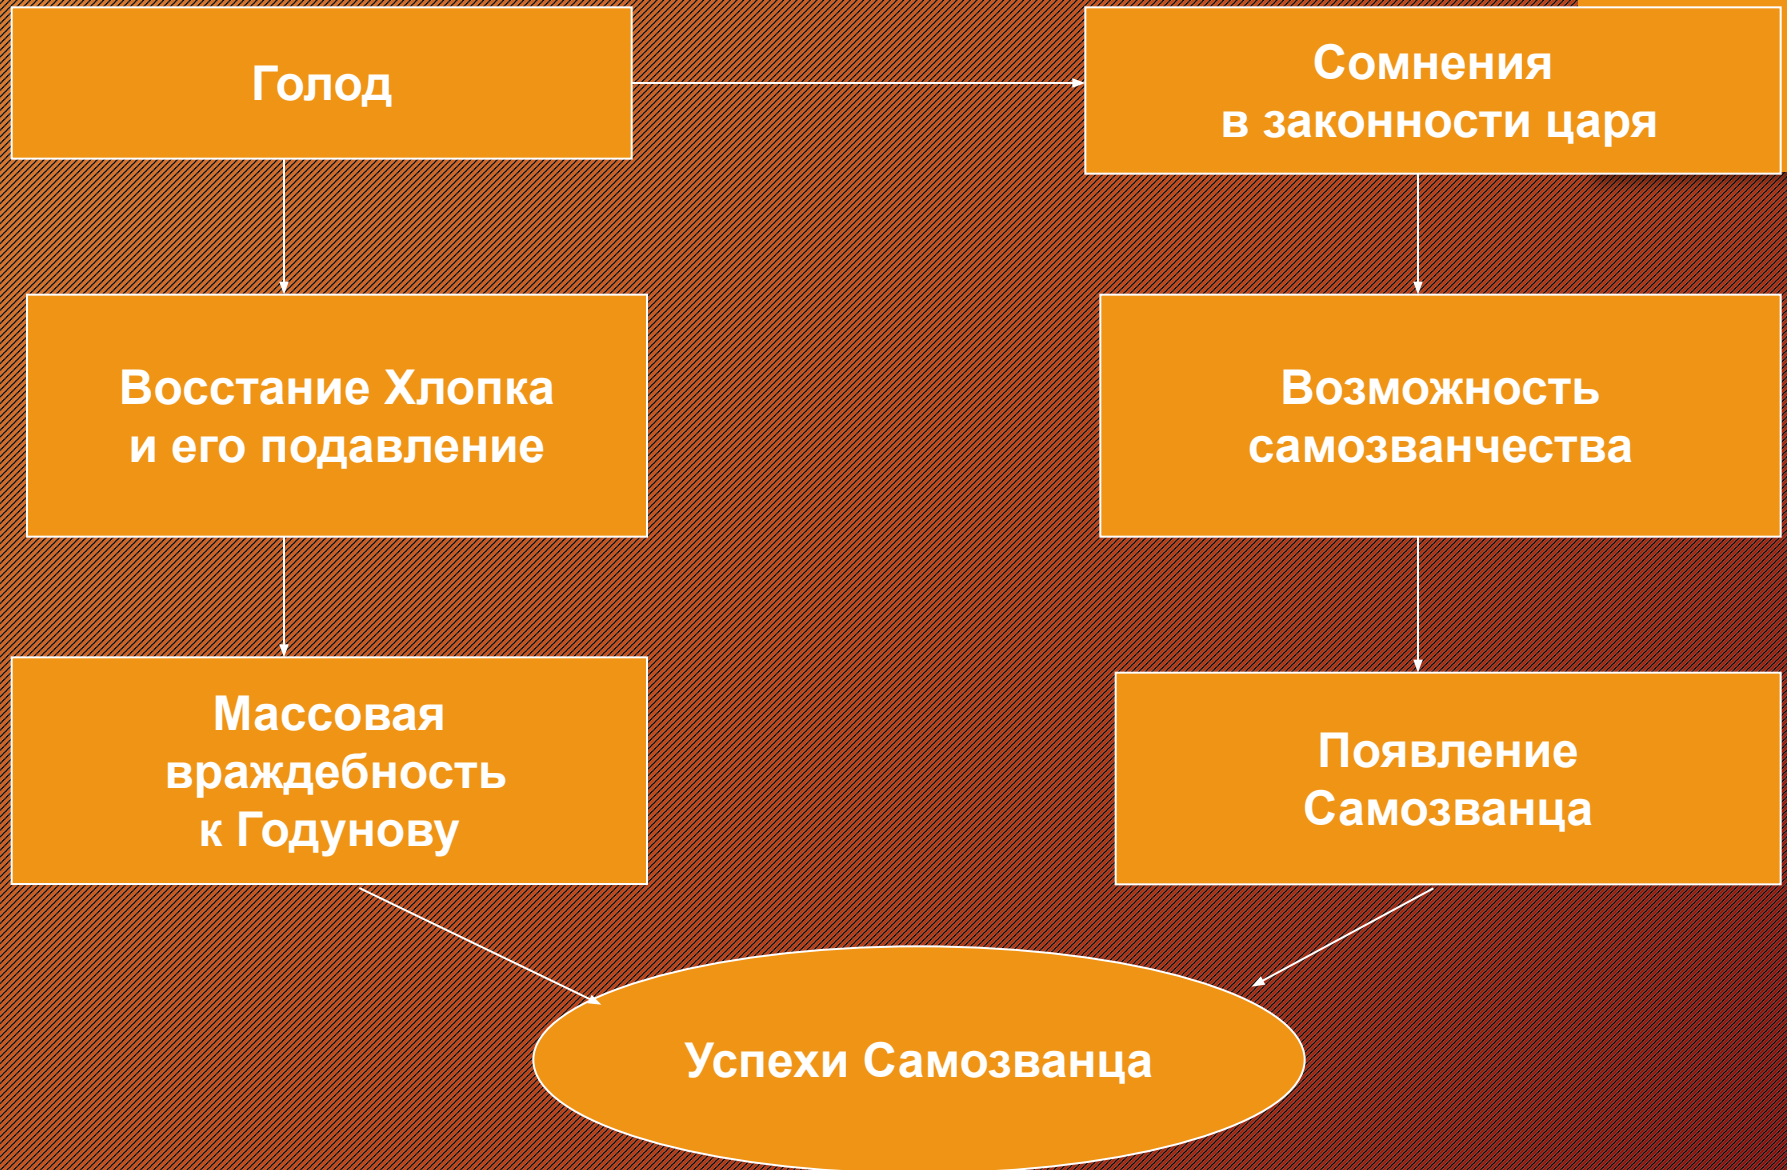 Голод
Сомнения
в законности царя
Восстание Хлопка
и его подавление
Возможность
самозванчества
Массовая
враждебность
к Годунову
Появление
Самозванца
Успехи Самозванца